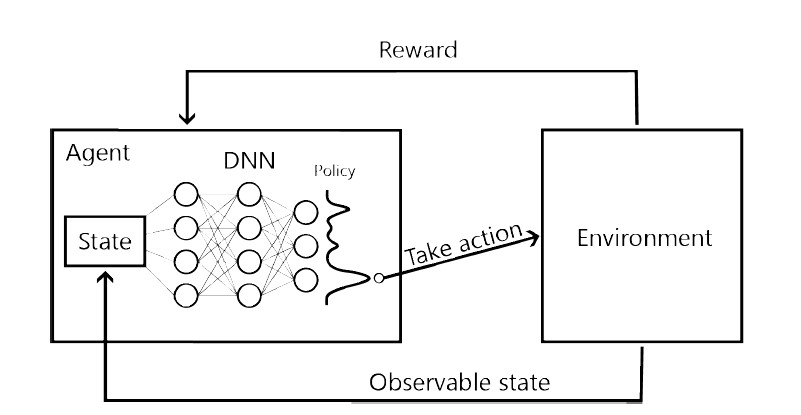 Reward
Agent
DNN
Policy
State
Take action
Environment
Observable state